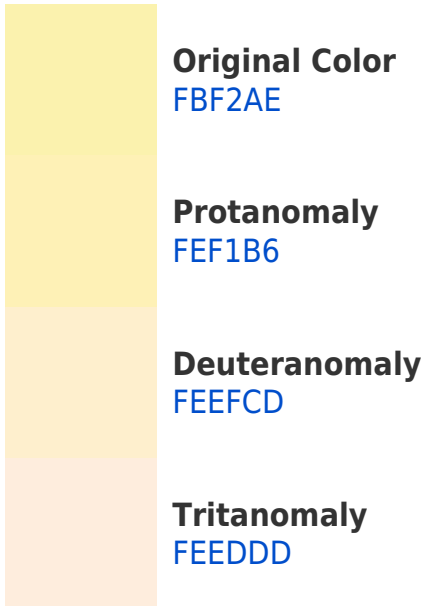 Original Color
FBF2AE
Protanomaly
FEF1B6
Deuteranomaly
FEEFCD
Tritanomaly
FEEDDD